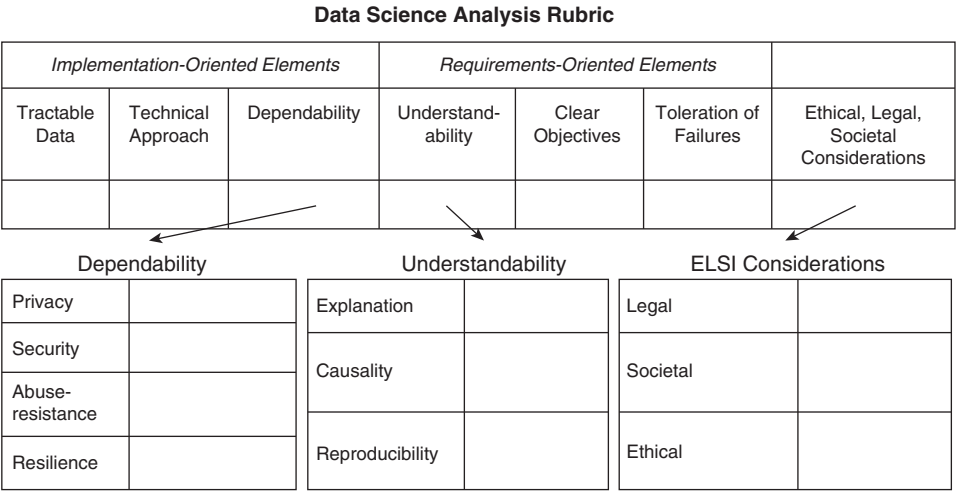 Data Science Analysis Rubric
Implementation-Oriented Elements
Requirements-Oriented Elements
Tractable
Data
Technical
Approach
Dependability
Understand-
ability
Clear
Objectives
Toleration of
Failures
Ethical, Legal,
Societal
Considerations
Dependability
Privacy
Security
Abuse-
resistance
Resilience
Understandability
Explanation
Causality
Reproducibility
ELSI Considerations
Legal
Societal
Ethical